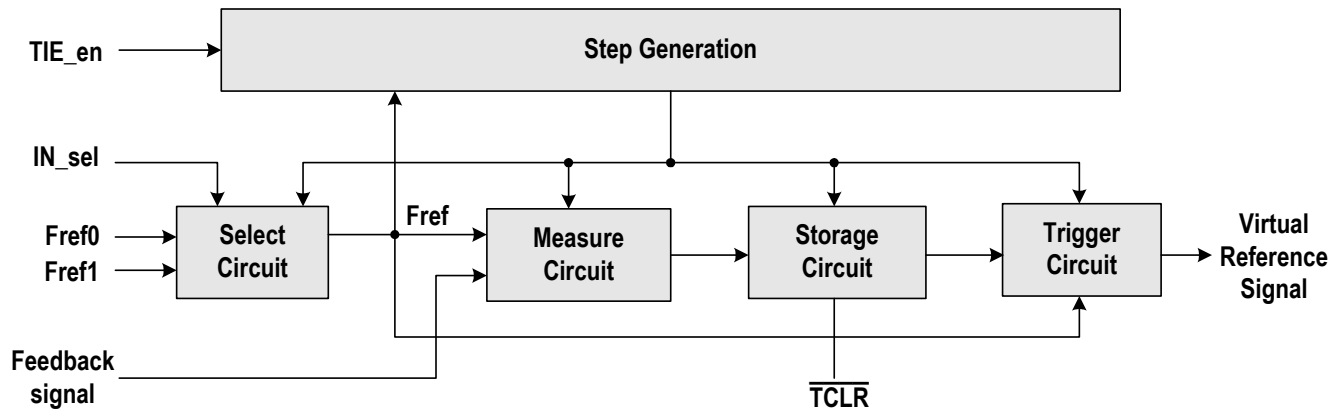 TIE_en
Step Generation
IN_sel
Fref0
Fref1
Select
Circuit
Fref
Measure
Circuit
Storage
Circuit
Trigger
Circuit
Virtual
Reference
Signal
Feedback
signal
TCLR